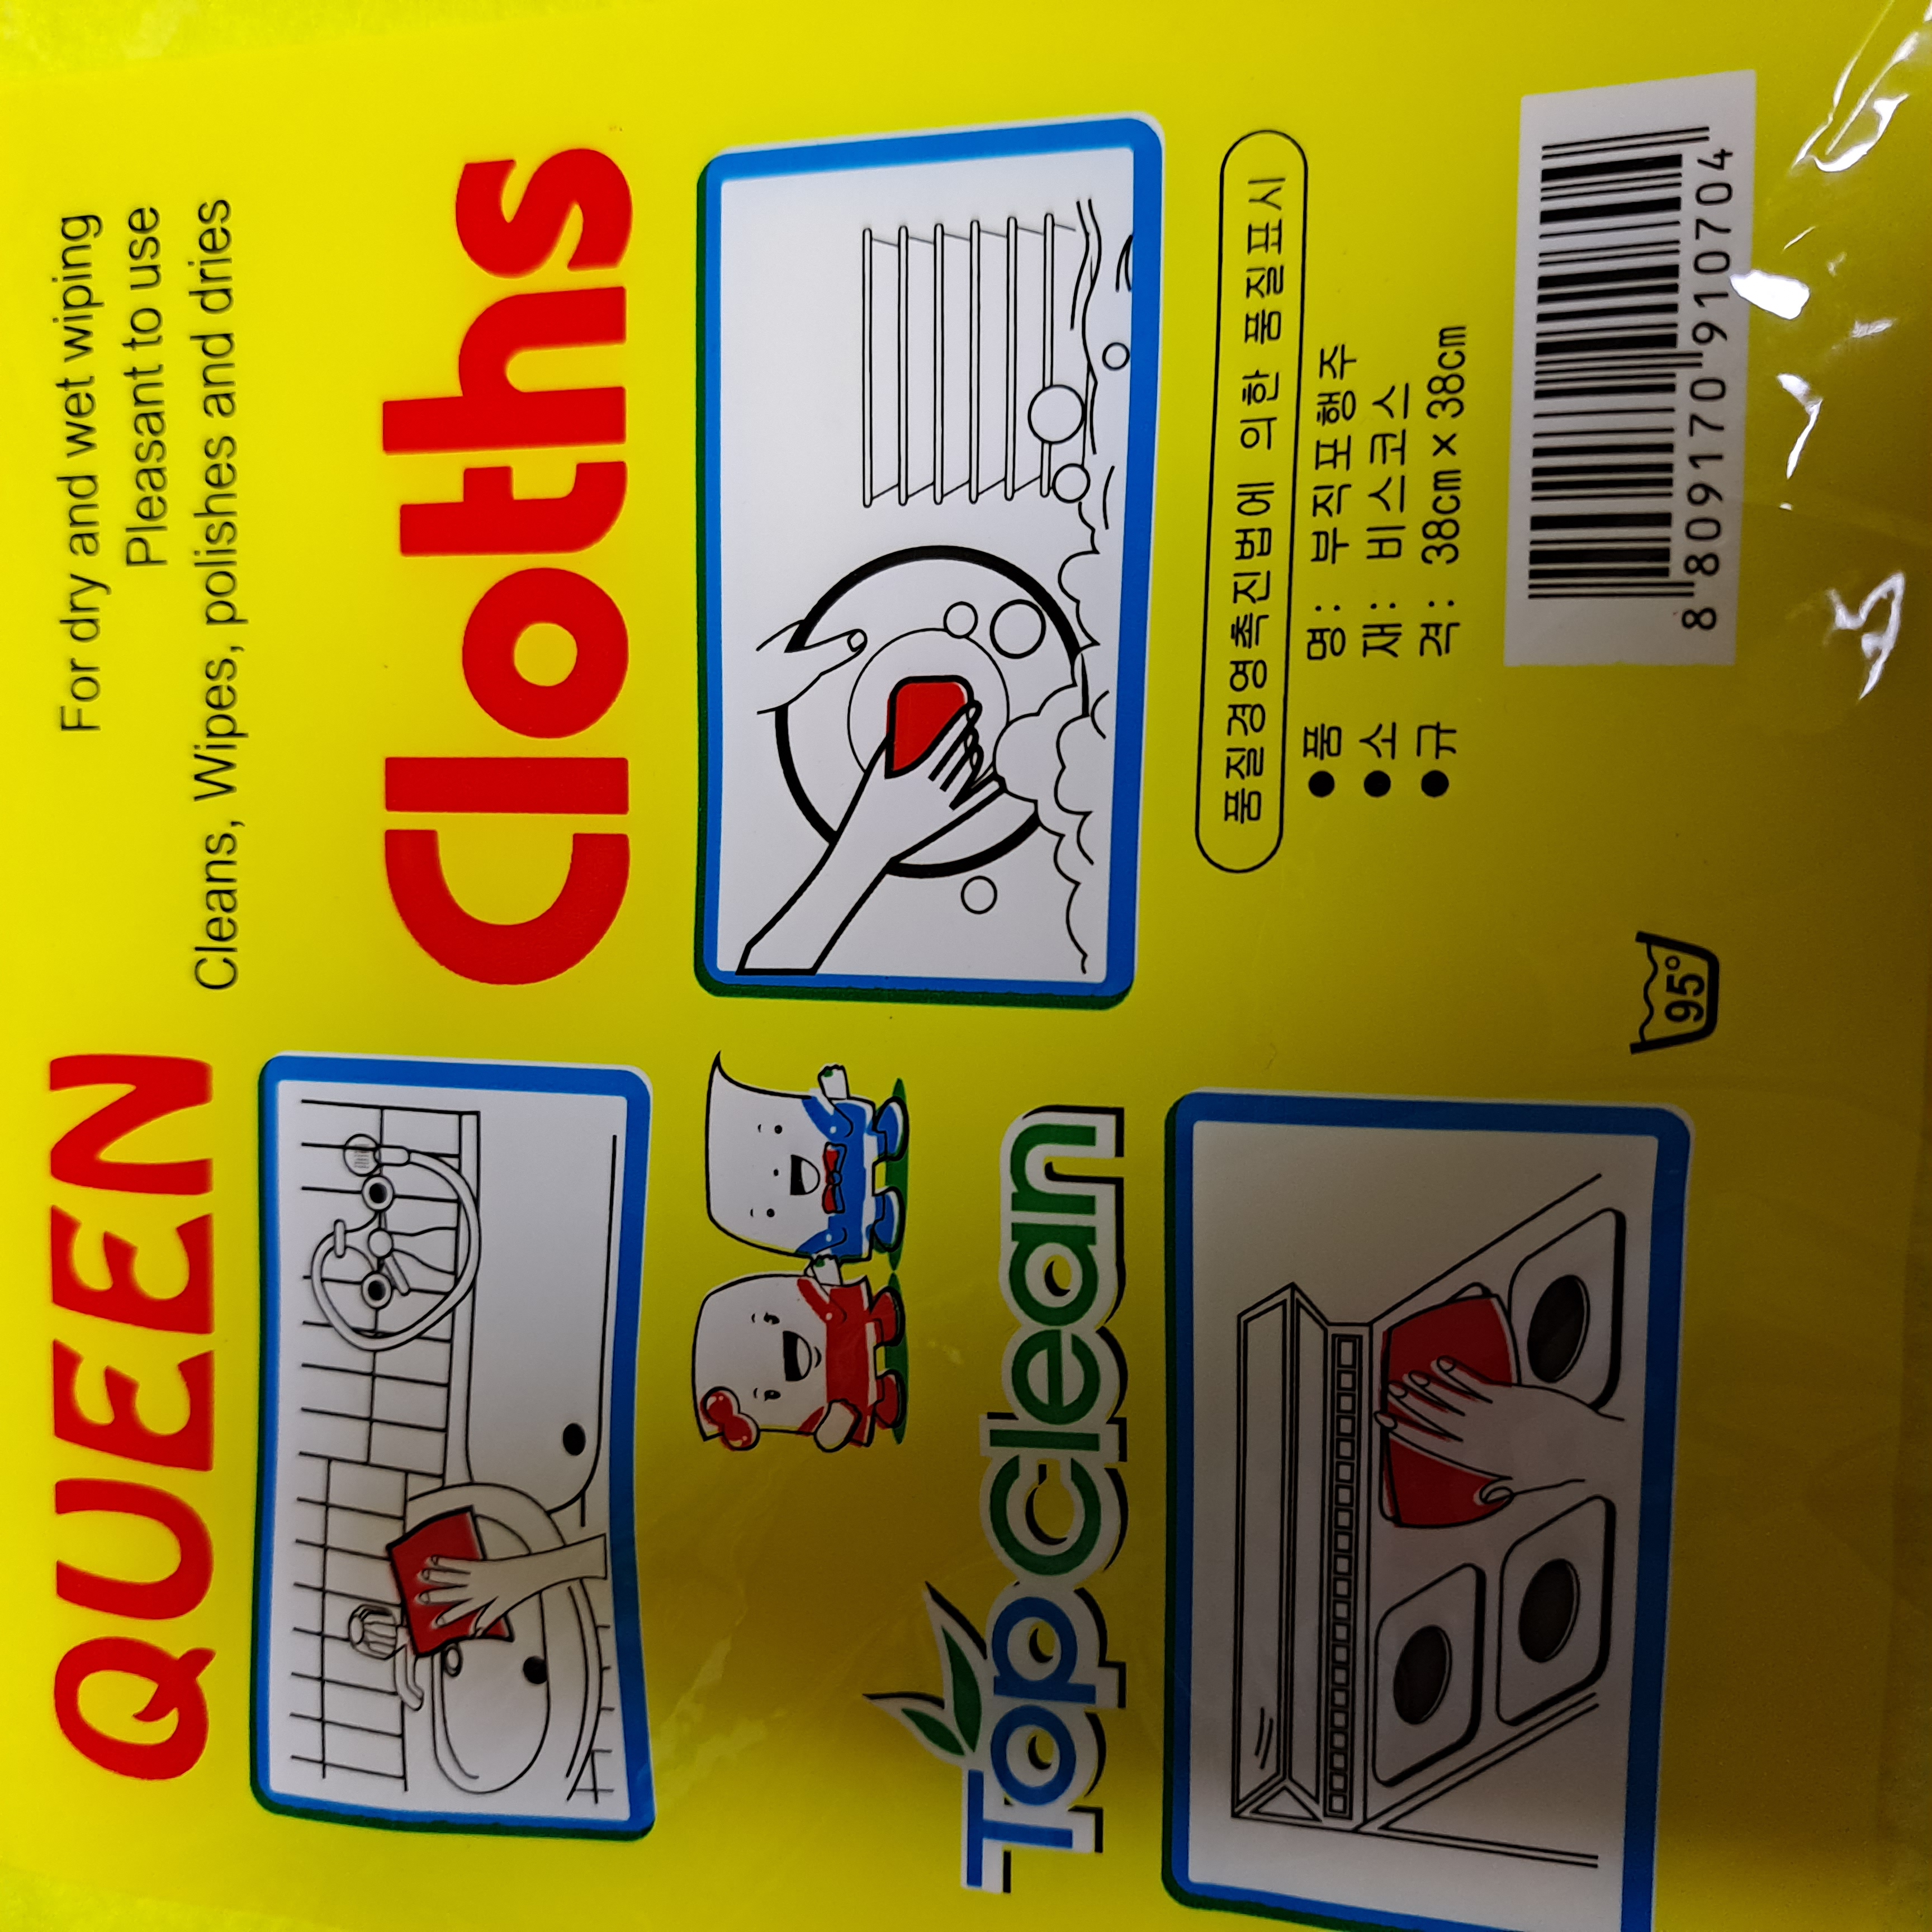 QUEEN
For dry and wet wiping
Pleasant to use
Cleans, Wipes, polishes and dries
Cloths
TopClean
품질경영촉진법에 의한 품질표시
●품 명: 부직포행주
●소 재: 비스코스
●규 격: 38cm×38cm
95°
8 809170 910704